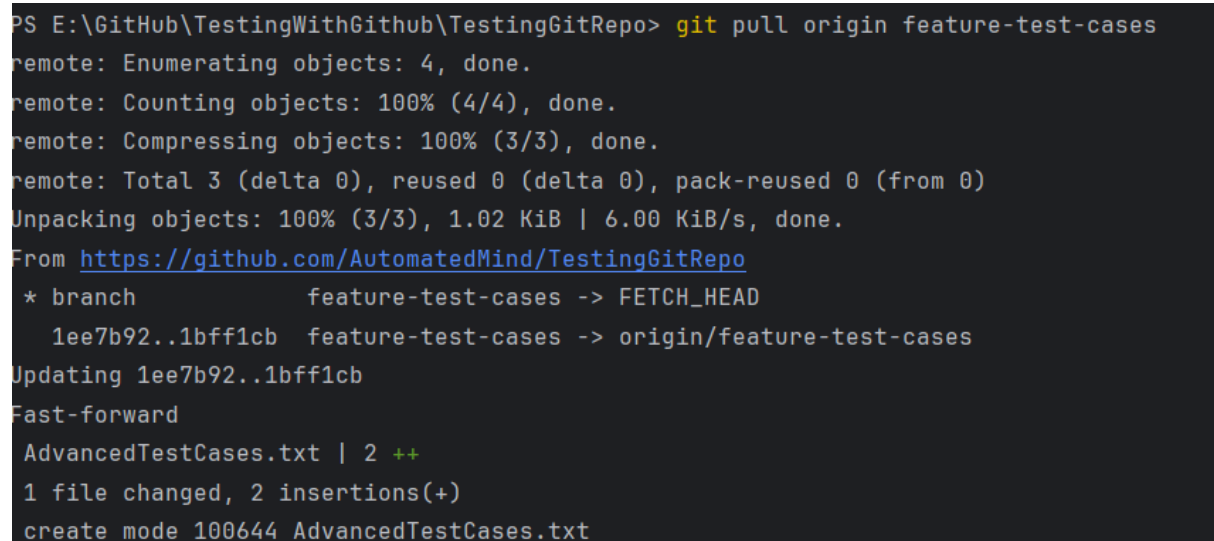 PS E:\GitHub\TestingWithGithub\TestingGitRepo> git pull origin feature-test-cases
remote: Enumerating objects: 4, done.
remote: Counting objects: 100% (4/4), done.
remote: Compressing objects: 100% (3/3), done.
remote: Total 3 (delta 0), reused 0 (delta 0), pack-reused 0 (from 0)
Unpacking objects: 100% (3/3), 1.02 KiB | 6.00 KiB/s, done.
From https://github.com/AutomatedMind/TestingGitRepo
 * branch            feature-test-cases -> FETCH_HEAD
   1ee7b92..1bff1cb  feature-test-cases -> origin/feature-test-cases
Updating 1ee7b92..1bff1cb
Fast-forward
 AdvancedTestCases.txt | 2 ++
 1 file changed, 2 insertions(+)
 create mode 100644 AdvancedTestCases.txt